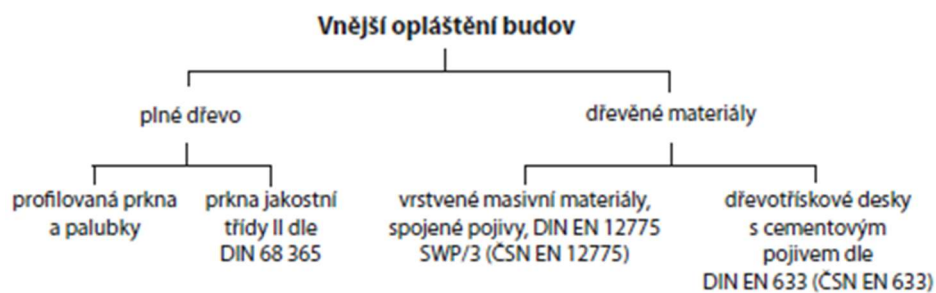 Vnější opláštění budov
plné dřevo
dřevěné materiály
profilovaná prkna
a palubky
prkna jakostní
třídy II dle
DIN 68 365
vrstvené masivní materiály,
spojené pojivy, DIN EN 12775
SWP/3 (ČSN EN 12775)
dřevotřískové desky
s cementovým
pojivem dle
DIN EN 633 (ČSN EN 633)